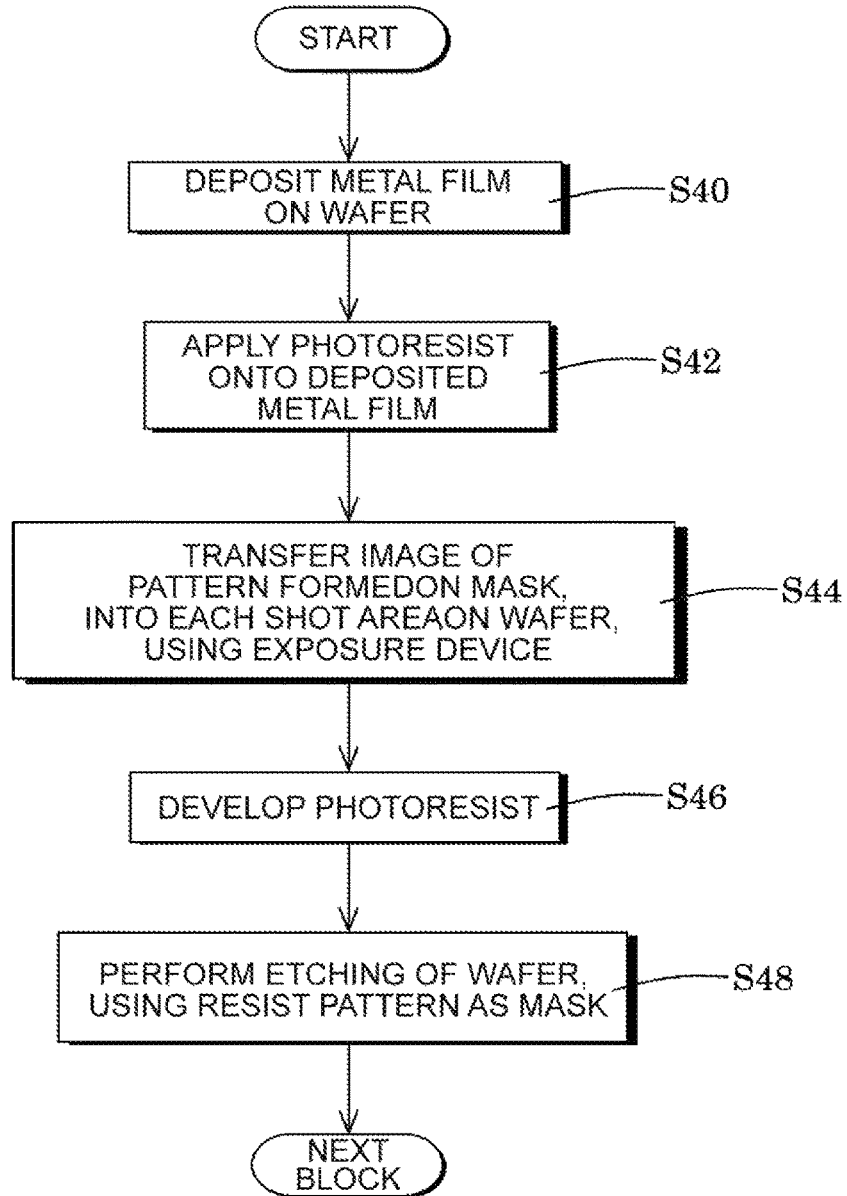 START
DEPOSIT METAL FILM
ON WAFER
S40
APPLY PHOTORESIST
ONTO DEPOSITED
METAL FILM
S42
TRANSFER IMAGE OF
PATTERN FORMEDON MASK,
INTO EACH SHOT AREAON WAFER,
USING EXPOSURE DEVICE
S44
DEVELOP PHOTORESIST
S46
PERFORM ETCHING OF WAFER,
USING RESIST PATTERN AS MASK
S48
NEXT
BLOCK